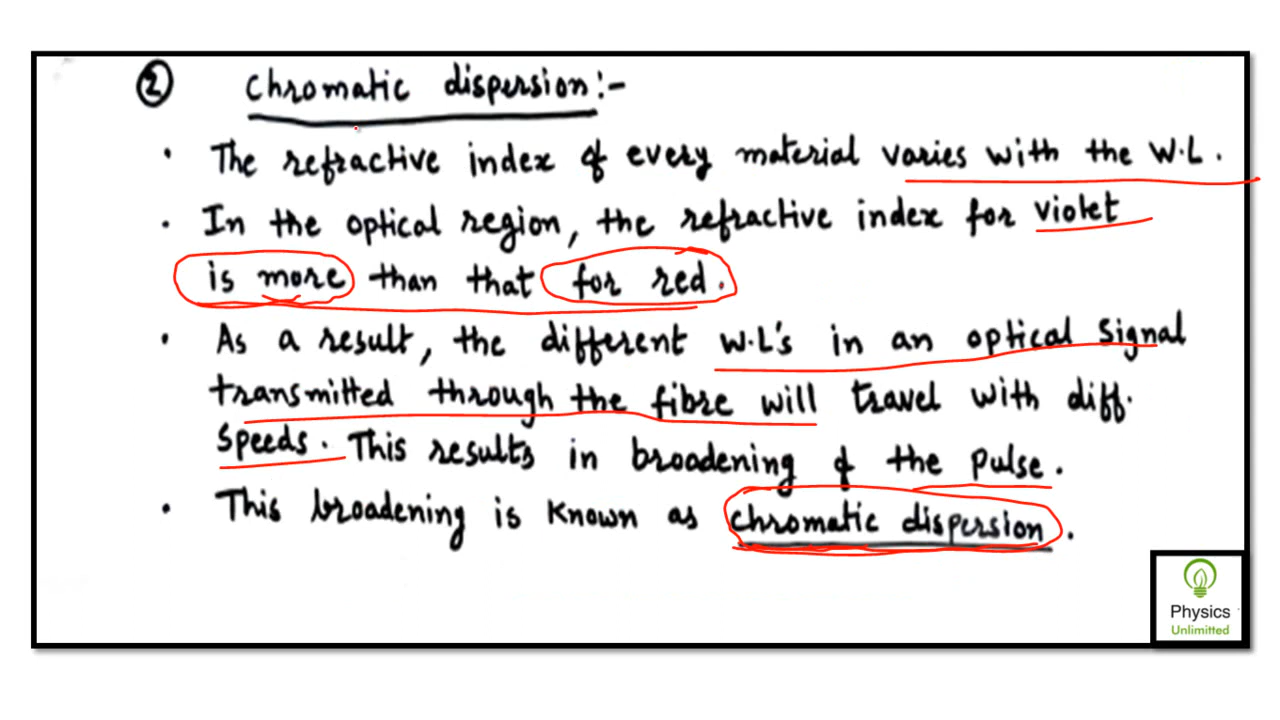 ② Chromatic dispersion:-
· The refractive index of every material varies with the W.L.
· In the optical region, the refractive index for violet
is more than that for red.
· As a result, the different W.L's in an optical signal
transmitted through the fibre will travel with diff.
speeds. This results in broadening of the pulse.
· This broadening is known as chromatic dispersion.
Physics
Unlimitted